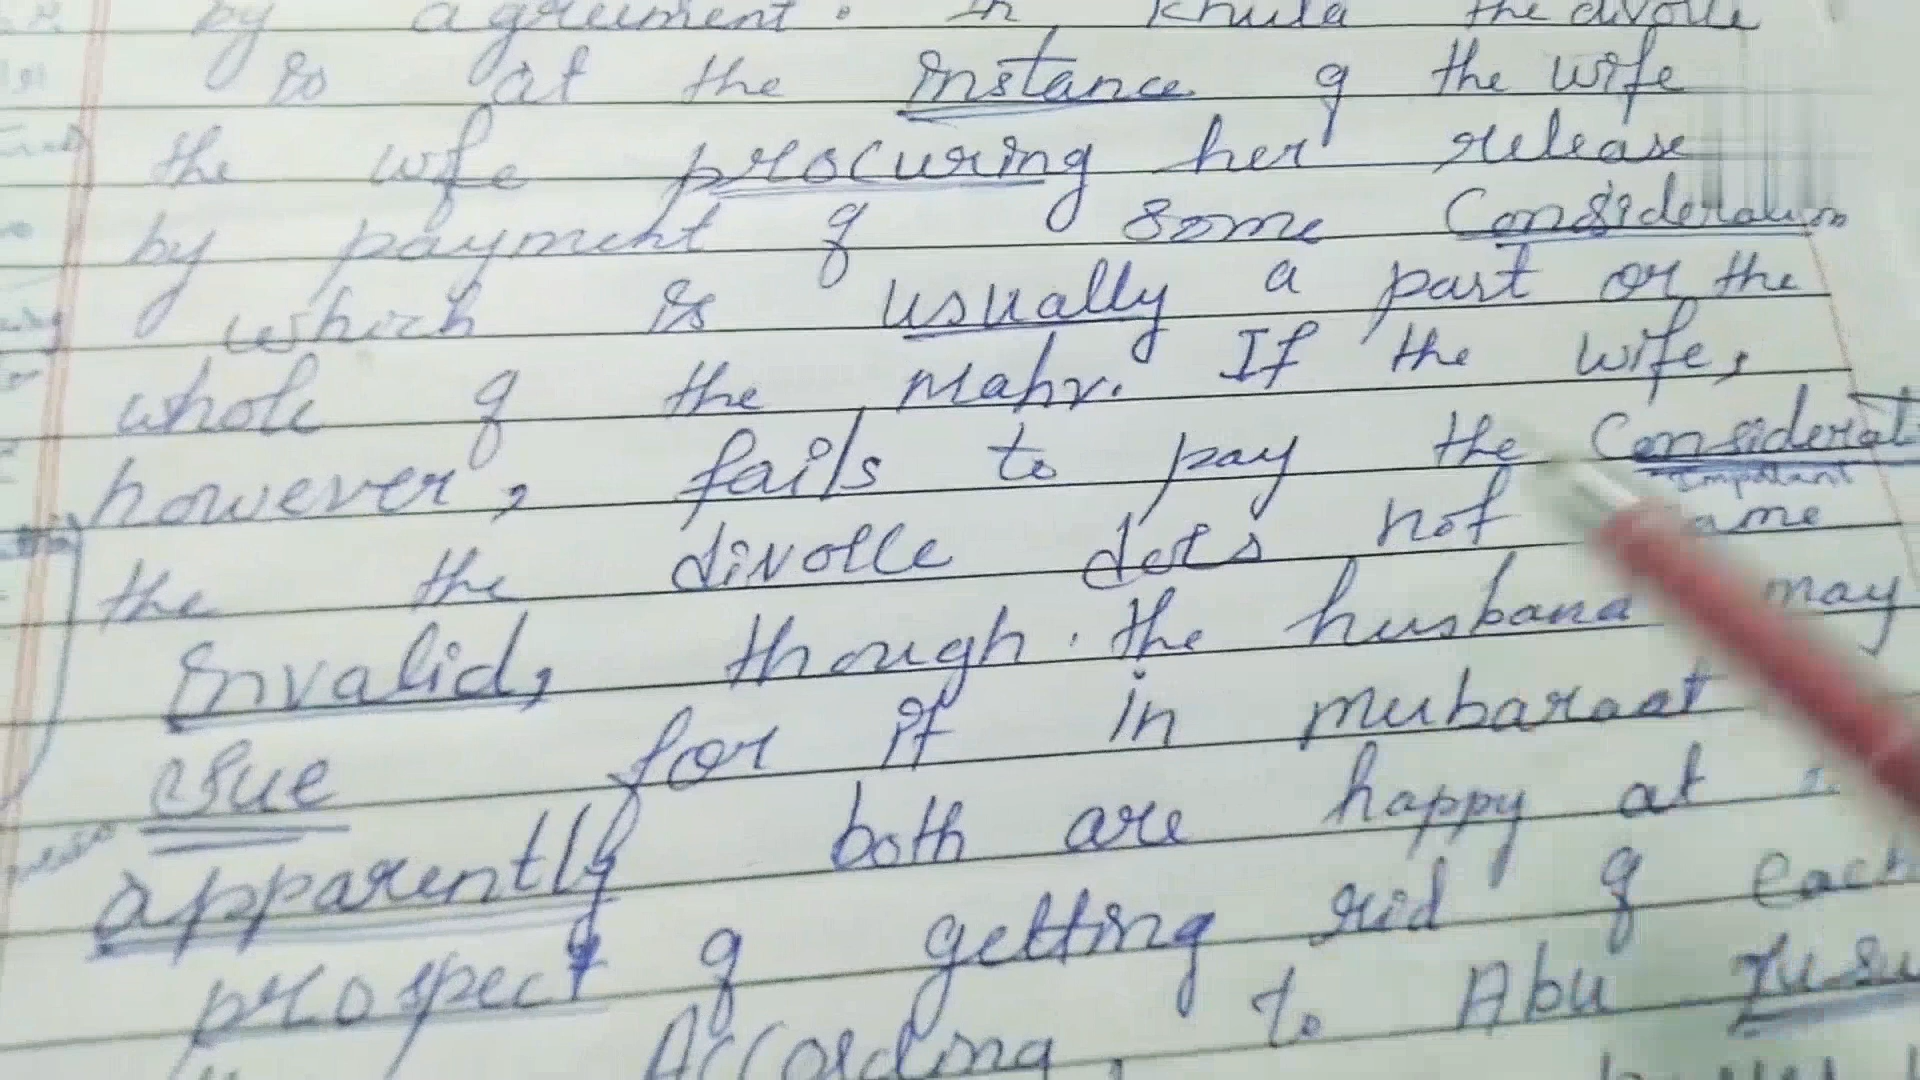 by agreement. In Khula the divorce
is at the instance of the wife
the wife procuring her release
by payment of some Consideration
which is usually a part or the
whole of the Mahr. If the wife,
however, fails to pay the Considerat
Important
the the divorce does not
invalid, though. the husband may
sue for it in mubaraat
apparently both are happy at
prospect of getting rid of each
According, to Abu Yusu